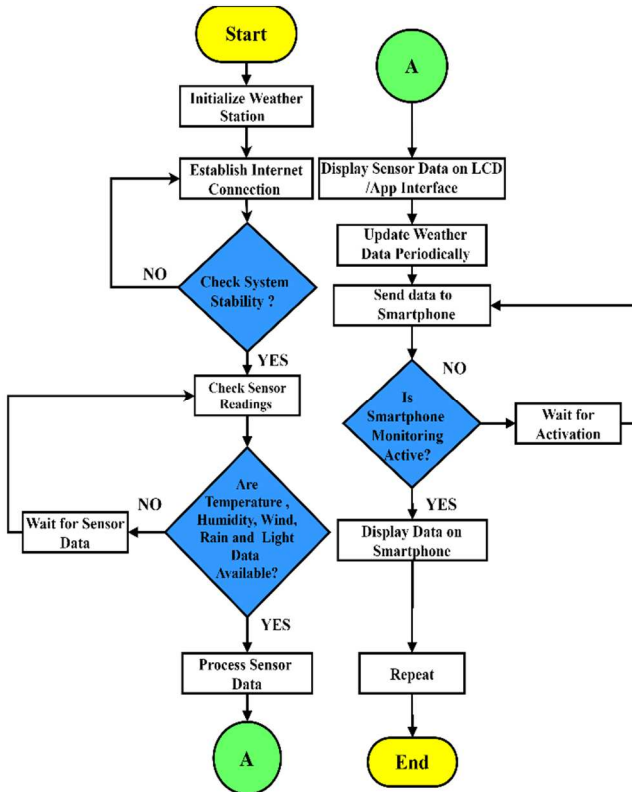 Start
Initialize Weather
Station
Establish Internet
Connection
NO
Check System
Stability ?
YES
Check Sensor
Readings
Are
Temperature ,
Humidity, Wind,
Rain and Light
Data
Available?
NO
Wait for Sensor
Data
YES
Process Sensor
Data
A
A
Display Sensor Data on LCD
/App Interface
Update Weather
Data Periodically
Send data to
Smartphone
NO
Is
Smartphone
Monitoring
Active?
Wait for
Activation
YES
Display Data on
Smartphone
Repeat
End